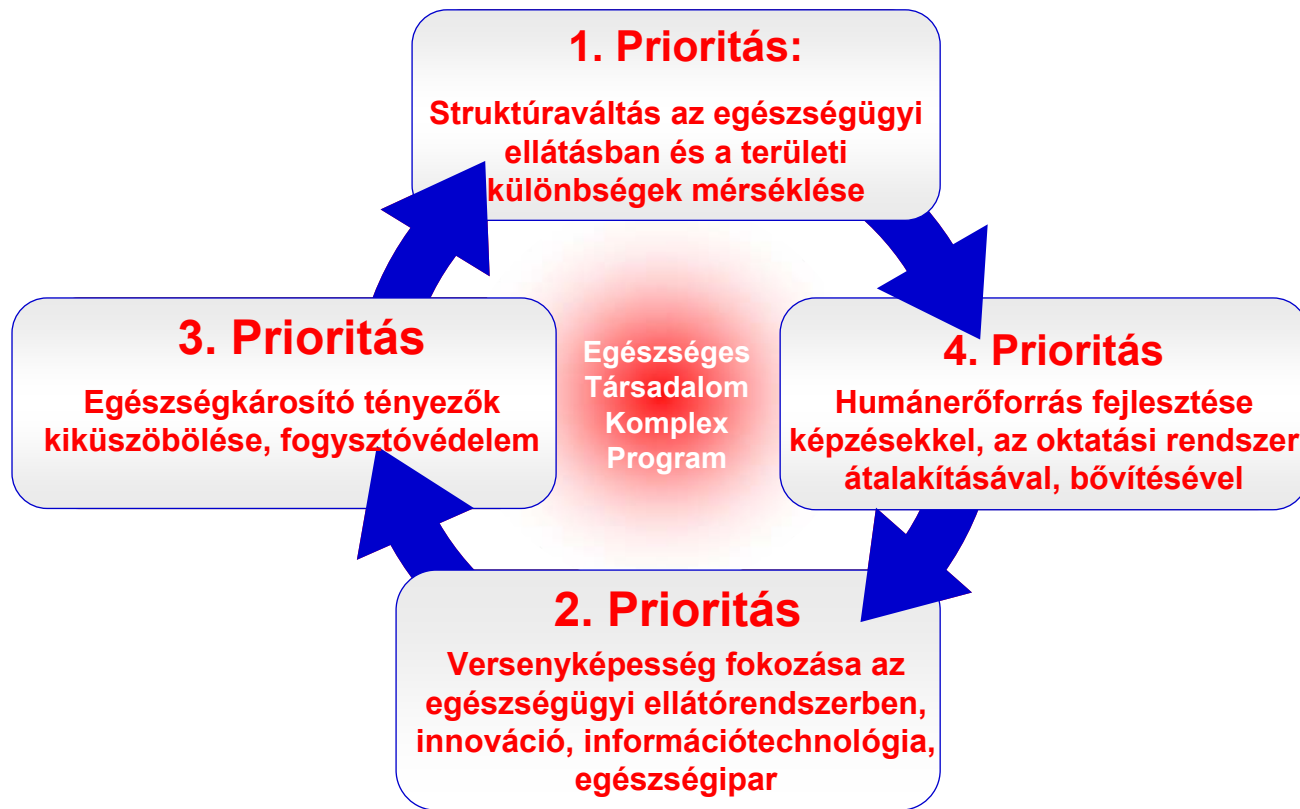 1. Prioritás:
Struktúraváltás az egészségügyi
ellátásban és a területi
különbségek mérséklése
3. Prioritás
Egészségkárosító tényezők
kiküszöbölése, fogysztóvédelem
Egészséges
Társadalom
Komplex
Program
4. Prioritás
Humánerőforrás fejlesztése
képzésekkel, az oktatási rendszer
átalakításával, bővítésével
2. Prioritás
Versenyképesség fokozása az
egészségügyi ellátórendszerben,
innováció, információtechnológia,
egészségipar